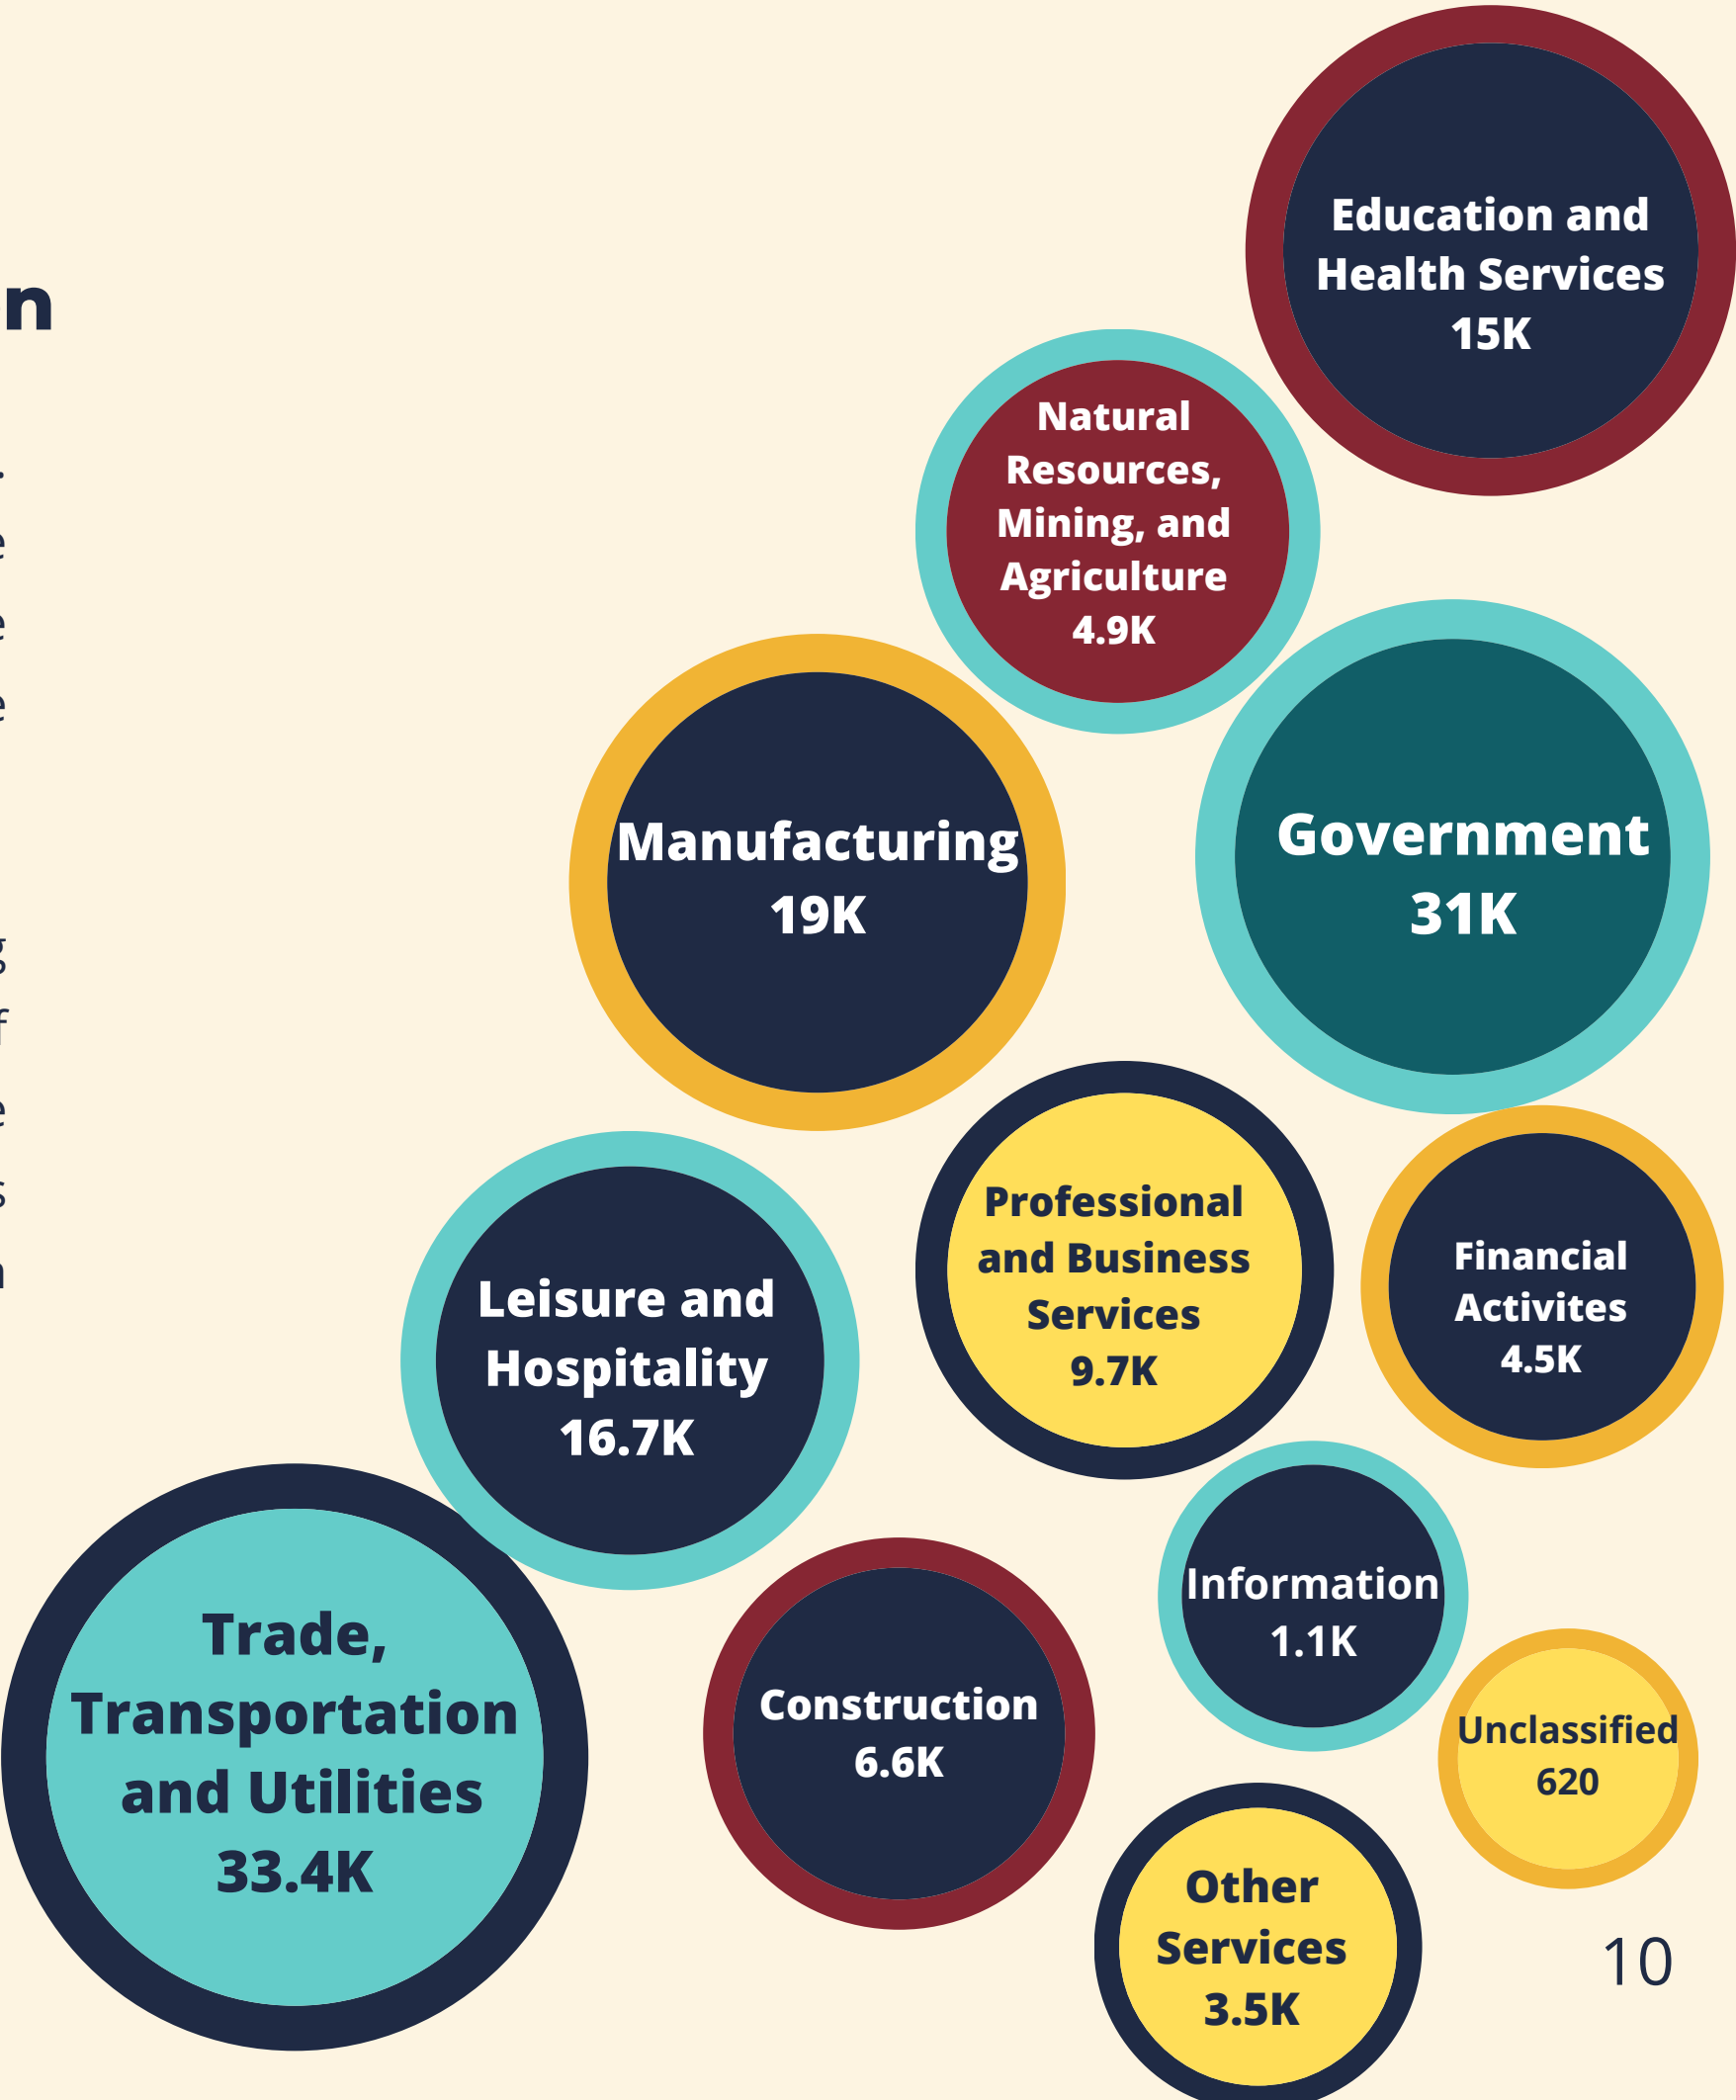 Education and
Health Services
15K
n
Natural
Resources,
Mining, and
Agriculture
4.9K
.
e
e
e
Manufacturing
19K
Government
31K
g
f
e
s
n
Professional
and Business
Services
9.7K
Financial
Activites
4.5K
Leisure and
Hospitality
16.7K
Information
1.1K
Trade,
Transportation
and Utilities
33.4K
Construction
6.6K
Unclassified
620
Other
Services
3.5K
10